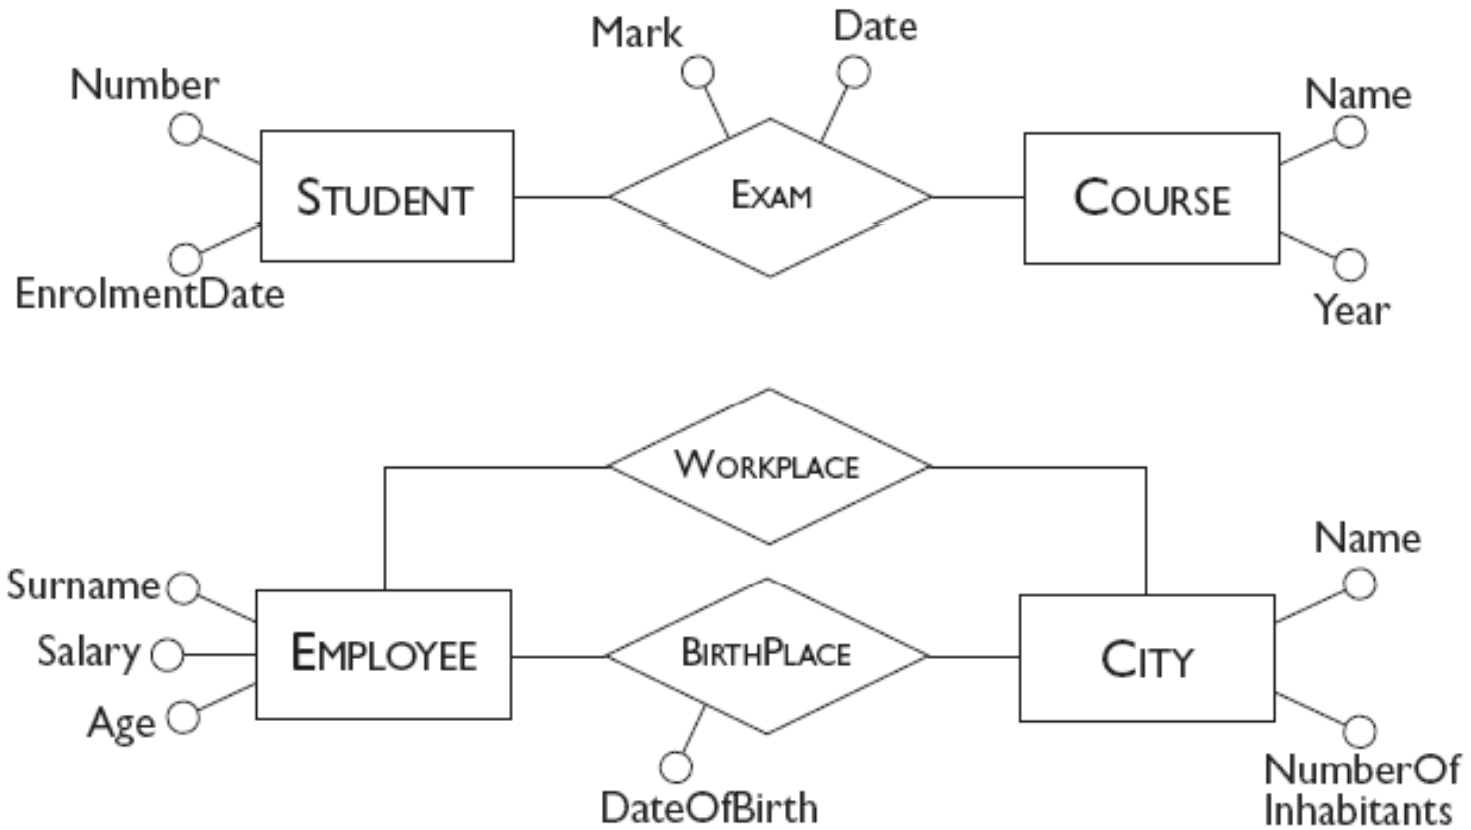 Mark
Date
Number
Name
STUDENT
EXAM
COURSE
EnrolmentDate
Year
WORKPLACE
Name
Surname
Salary
EMPLOYEE
BIRTHPLACE
CITY
Age
DateOfBirth
NumberOf
Inhabitants